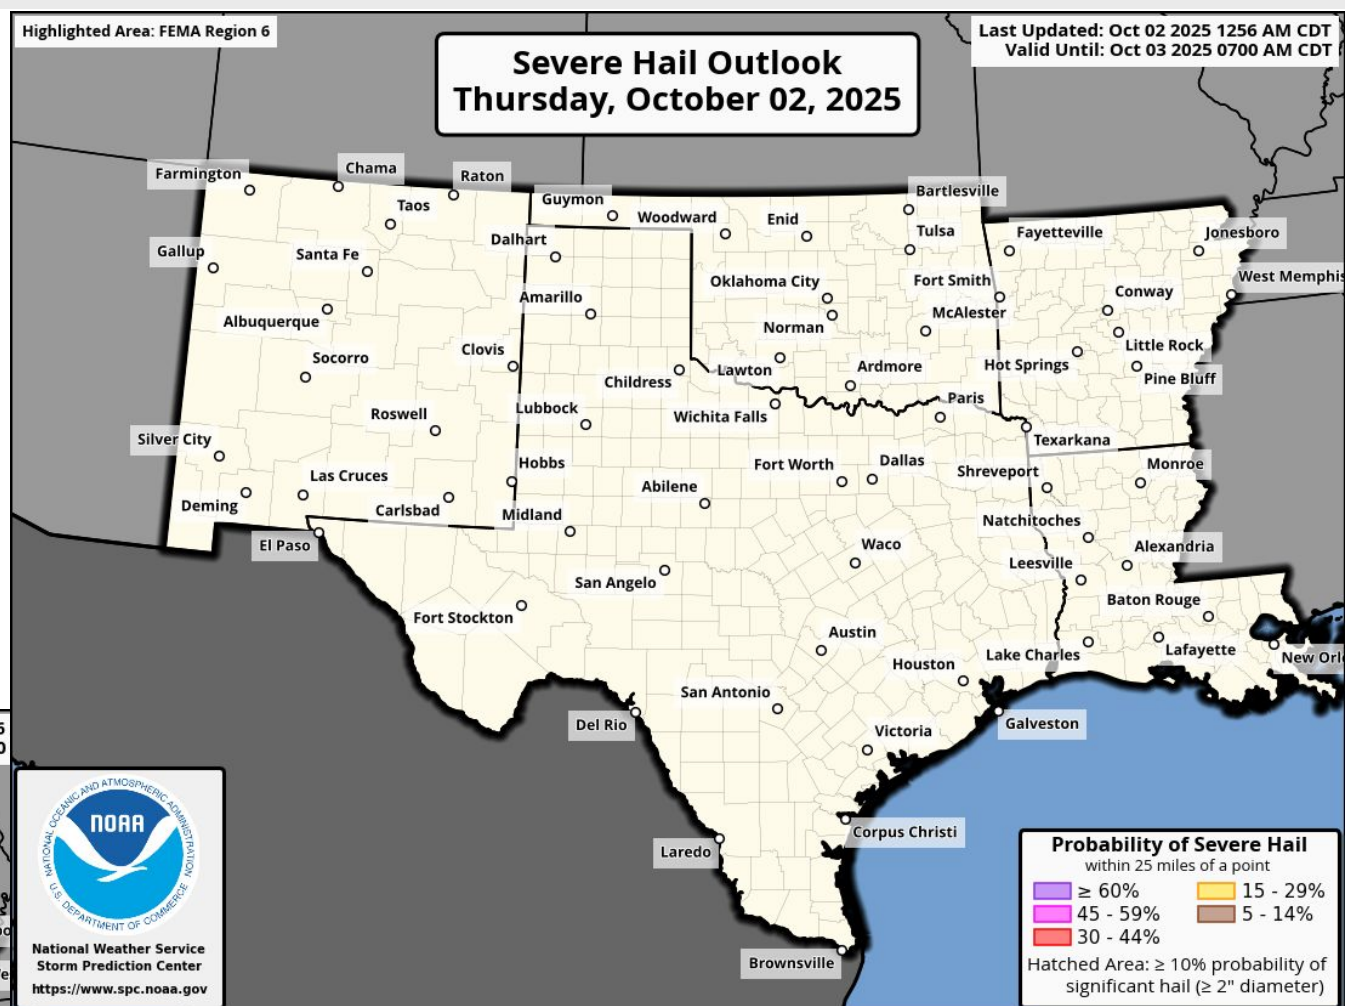 Highlighted Area: FEMA Region 6
Last Updated: Oct 02 2025 1256 AM CDT
Valid Until: Oct 03 2025 0700 AM CDT
Severe Hail Outlook
Thursday, October 02, 2025
Farmington
Chama
Raton
Guymon
Bartlesville
Taos
Woodward
Enid
Tulsa
Fayetteville
Jonesboro
Gallup
Santa Fe
Dalhart
Oklahoma City
Fort Smith
West Memphis
Albuquerque
Amarillo
Norman
McAlester
Conway
Socorro
Clovis
Childress
Lawton
Ardmore
Hot Springs
Little Rock
Pine Bluff
Roswell
Lubbock
Wichita Falls
Paris
Silver City
Texarkana
Las Cruces
Hobbs
Fort Worth
Dallas
Shreveport
Monroe
Deming
Carlsbad
Midland
Abilene
Natchitoches
El Paso
Waco
Alexandria
San Angelo
Leesville
Fort Stockton
Baton Rouge
Austin
Houston
Lake Charles
Lafayette
New Orl
San Antonio
Del Rio
Victoria
Galveston
Laredo
Corpus Christi
Brownsville
NATIONAL OCEANIC AND ATMOSPHERIC ADMINISTRATION
NOAA
U.S. DEPARTMENT OF COMMERCE
National Weather Service
Storm Prediction Center
https://www.spc.noaa.gov
Probability of Severe Hail
within 25 miles of a point
≥ 60%
15 - 29%
45 - 59%
5 - 14%
30 - 44%
Hatched Area: ≥ 10% probability of
significant hail (≥ 2" diameter)